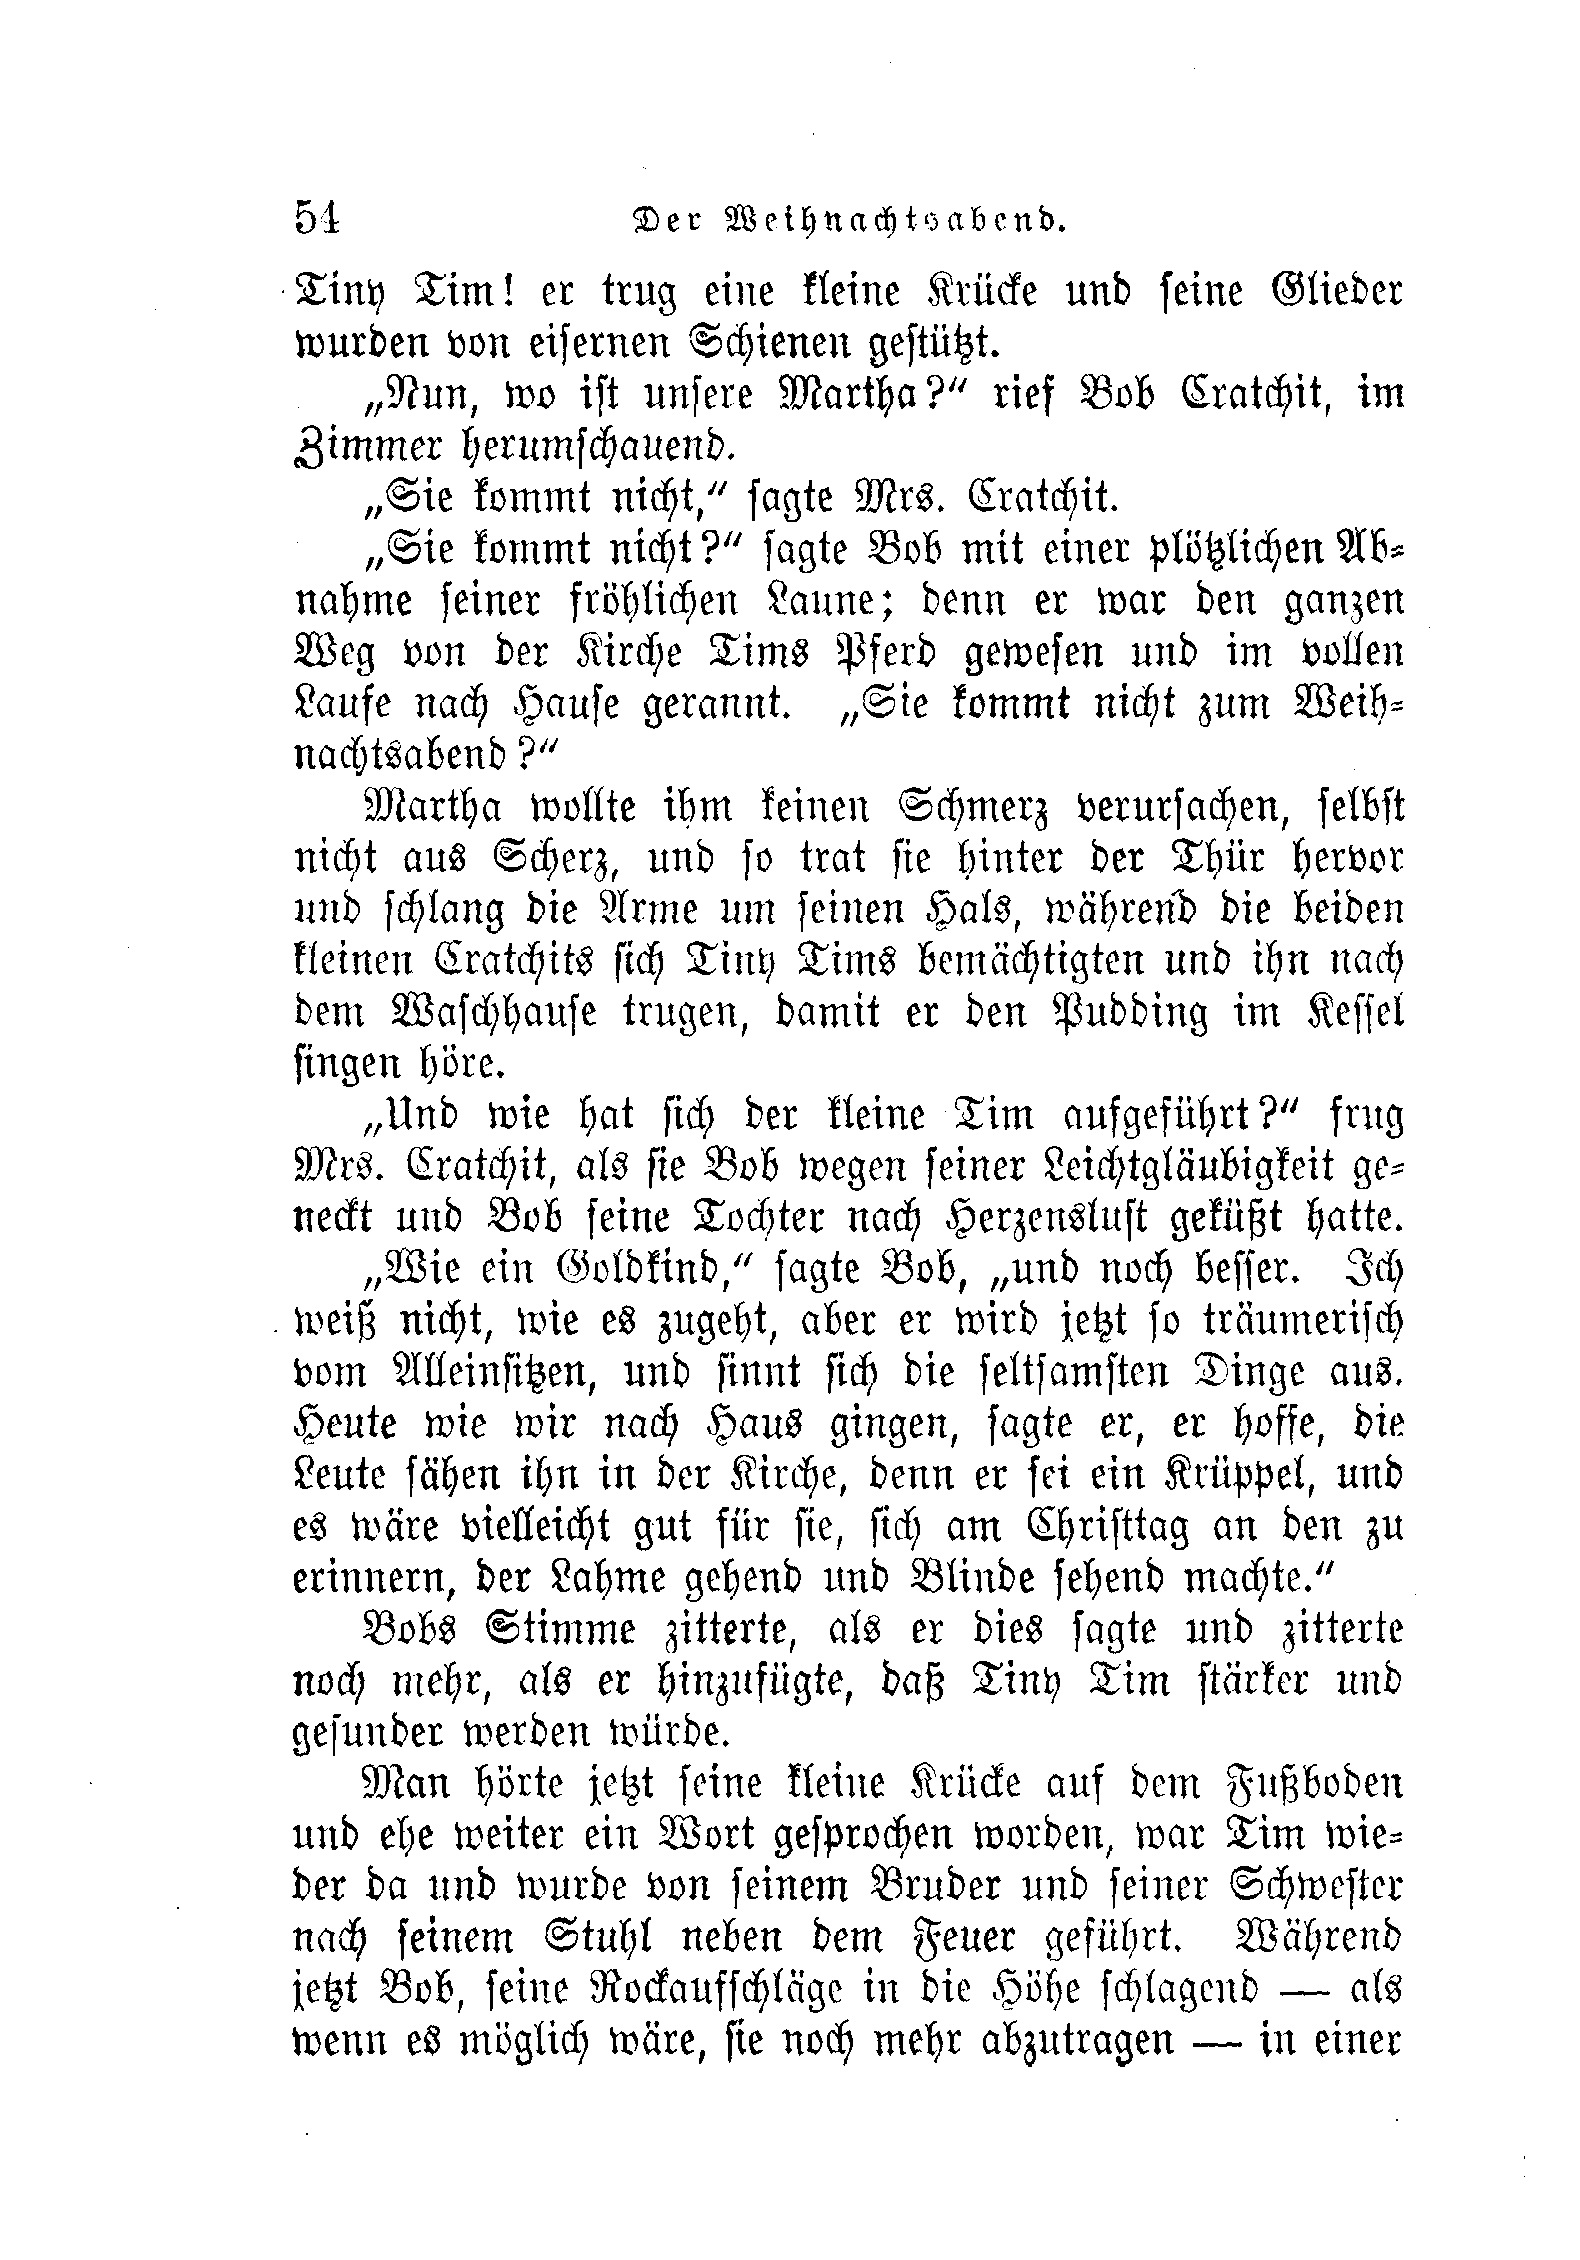 54 Der Weihnachtsabend.
Tiny Tim! er trug eine kleine Krücke und seine Glieder
wurden von eisernen Schienen gestützt.
„Nun, wo ist unsere Martha?“ rief Bob Cratchit, im
Zimmer herumschauend.
„Sie kommt nicht,“ sagte Mrs. Cratchit.
„Sie kommt nicht?“ sagte Bob mit einer plötzlichen Ab-
nahme seiner fröhlichen Laune; denn er war den ganzen
Weg von der Kirche Tims Pferd gewesen und im vollen
Laufe nach Hause gerannt. „Sie kommt nicht zum Weih-
nachtsabend?“
Martha wollte ihm keinen Schmerz verursachen, selbst
nicht aus Scherz, und so trat sie hinter der Thür hervor
und schlang die Arme um seinen Hals, während die beiden
kleinen Cratchits sich Tiny Tims bemächtigten und ihn nach
dem Waschhause trugen, damit er den Pudding im Kessel
singen höre.
„Und wie hat sich der kleine Tim aufgeführt?“ frug
Mrs. Cratchit, als sie Bob wegen seiner Leichtgläubigkeit ge-
neckt und Bob seine Tochter nach Herzenslust geküßt hatte.
„Wie ein Goldkind,“ sagte Bob, „und noch besser. Ich
weiß nicht, wie es zugeht, aber er wird jetzt so träumerisch
vom Alleinsitzen, und sinnt sich die seltsamsten Dinge aus.
Heute wie wir nach Haus gingen, sagte er, er hoffe, die
Leute sähen ihn in der Kirche, denn er sei ein Krüppel, und
es wäre vielleicht gut für sie, sich am Christtag an den zu
erinnern, der Lahme gehend und Blinde sehend machte.“
Bobs Stimme zitterte, als er dies sagte und zitterte
noch mehr, als er hinzufügte, daß Tiny Tim stärker und
gesunder werden würde.
Man hörte jetzt seine kleine Krücke auf dem Fußboden
und ehe weiter ein Wort gesprochen worden, war Tim wie-
der da und wurde von seinem Bruder und seiner Schwester
nach seinem Stuhl neben dem Feuer geführt. Während
jetzt Bob, seine Rockaufschläge in die Höhe schlagend — als
wenn es möglich wäre, sie noch mehr abzutragen — in einer